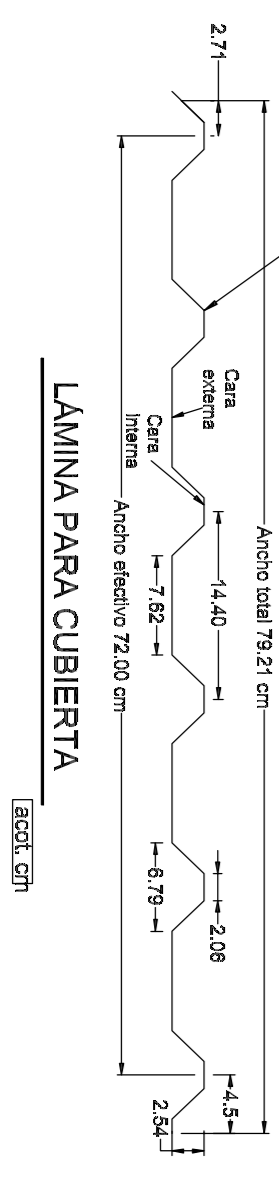 Ancho total 79.21 cm
2.71
14.40
2.06
4.5
Cara
externa
Cara
Interna
7.62
6.79
2.54
Ancho efectivo 72.00 cm
LÁMINA PARA CUBIERTA
acot. cm